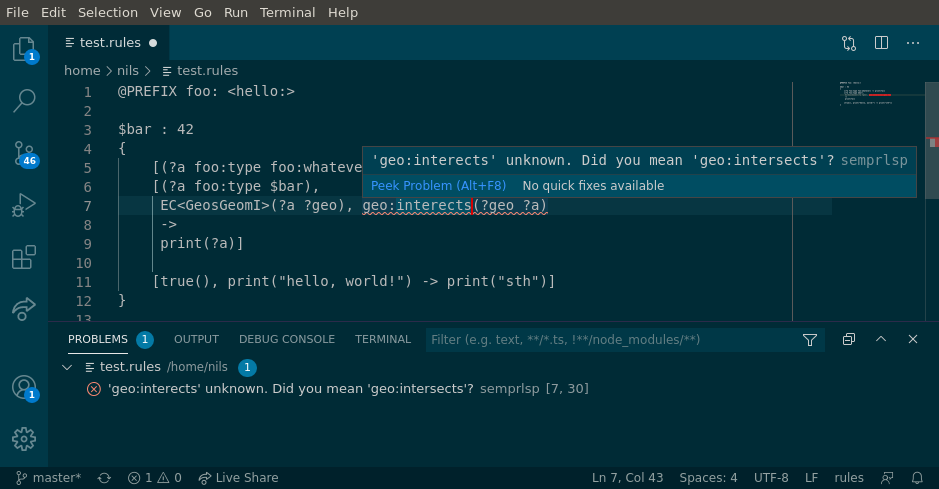 File Edit Selection View Go Run Terminal Help
test.rules
home > nils > test.rules
1 @PREFIX foo: <hello:>
2
3 $bar : 42
4 {
5 [(?a foo:type foo:whateve
'geo:interects' unknown. Did you mean 'geo:intersects'? semprlsp
6 [(?a foo:type $bar),
Peek Problem (Alt+F8) No quick fixes available
7 EC<GeosGeomI>(?a ?geo), geo:interects(?geo ?a)
8 ->
9 print(?a)]
10
11 [true(), print("hello, world!") -> print("sth")]
12 }
13
1
46
1
PROBLEMS 1 OUTPUT DEBUG CONSOLE TERMINAL Filter (e.g. text, **/*.ts, !**/node_modules/**)
test.rules /home/nils 1
'geo:interects' unknown. Did you mean 'geo:intersects'? semprlsp [7, 30]
master* 1 0 Live Share Ln 7, Col 43 Spaces: 4 UTF-8 LF rules